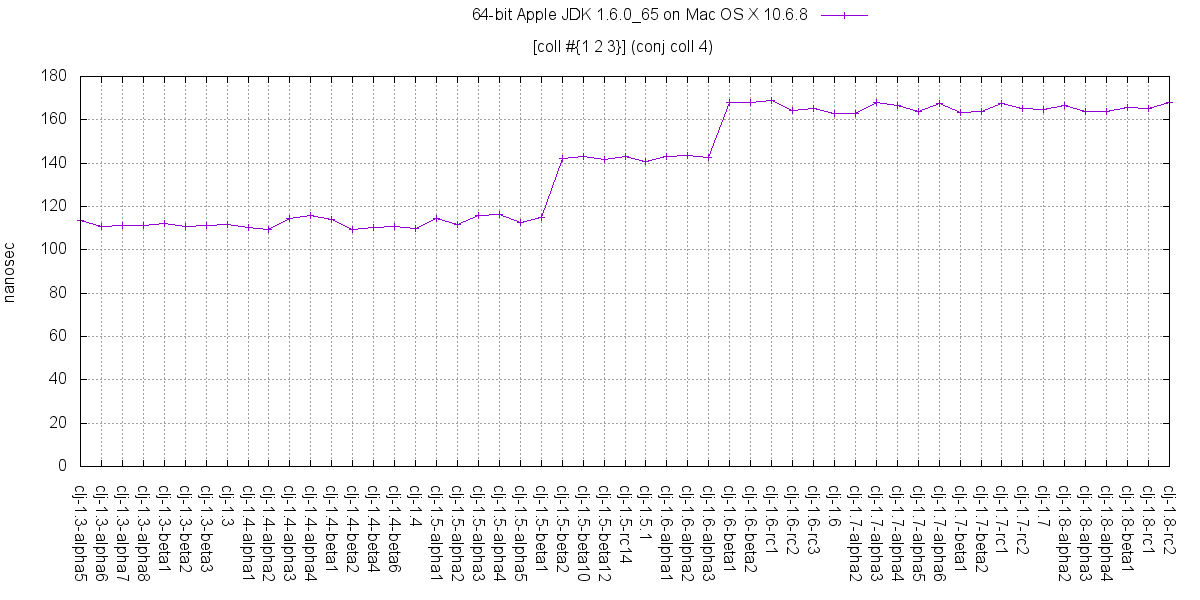 64-bit Apple JDK 1.6.0_65 on Mac OS X 10.6.8
[coll #{1 2 3}] (conj coll 4)
nanosec
180
160
140
120
100
80
60
40
20
0
clj-1.3-alpha5
clj-1.3-alpha6
clj-1.3-alpha7
clj-1.3-alpha8
clj-1.3-beta1
clj-1.3-beta2
clj-1.3-beta3
clj-1.3
clj-1.4-alpha1
clj-1.4-alpha2
clj-1.4-alpha3
clj-1.4-alpha4
clj-1.4-beta1
clj-1.4-beta2
clj-1.4-beta4
clj-1.4-beta6
clj-1.4
clj-1.5-alpha1
clj-1.5-alpha2
clj-1.5-alpha3
clj-1.5-alpha4
clj-1.5-alpha5
clj-1.5-beta1
clj-1.5-beta2
clj-1.5-beta10
clj-1.5-beta12
clj-1.5-rc14
clj-1.5.1
clj-1.6-alpha1
clj-1.6-alpha2
clj-1.6-alpha3
clj-1.6-beta1
clj-1.6-beta2
clj-1.6-rc1
clj-1.6-rc2
clj-1.6-rc3
clj-1.6
clj-1.7-alpha2
clj-1.7-alpha3
clj-1.7-alpha4
clj-1.7-alpha5
clj-1.7-alpha6
clj-1.7-beta1
clj-1.7-beta2
clj-1.7-rc1
clj-1.7-rc2
clj-1.7
clj-1.8-alpha2
clj-1.8-alpha3
clj-1.8-alpha4
clj-1.8-beta1
clj-1.8-rc1
clj-1.8-rc2